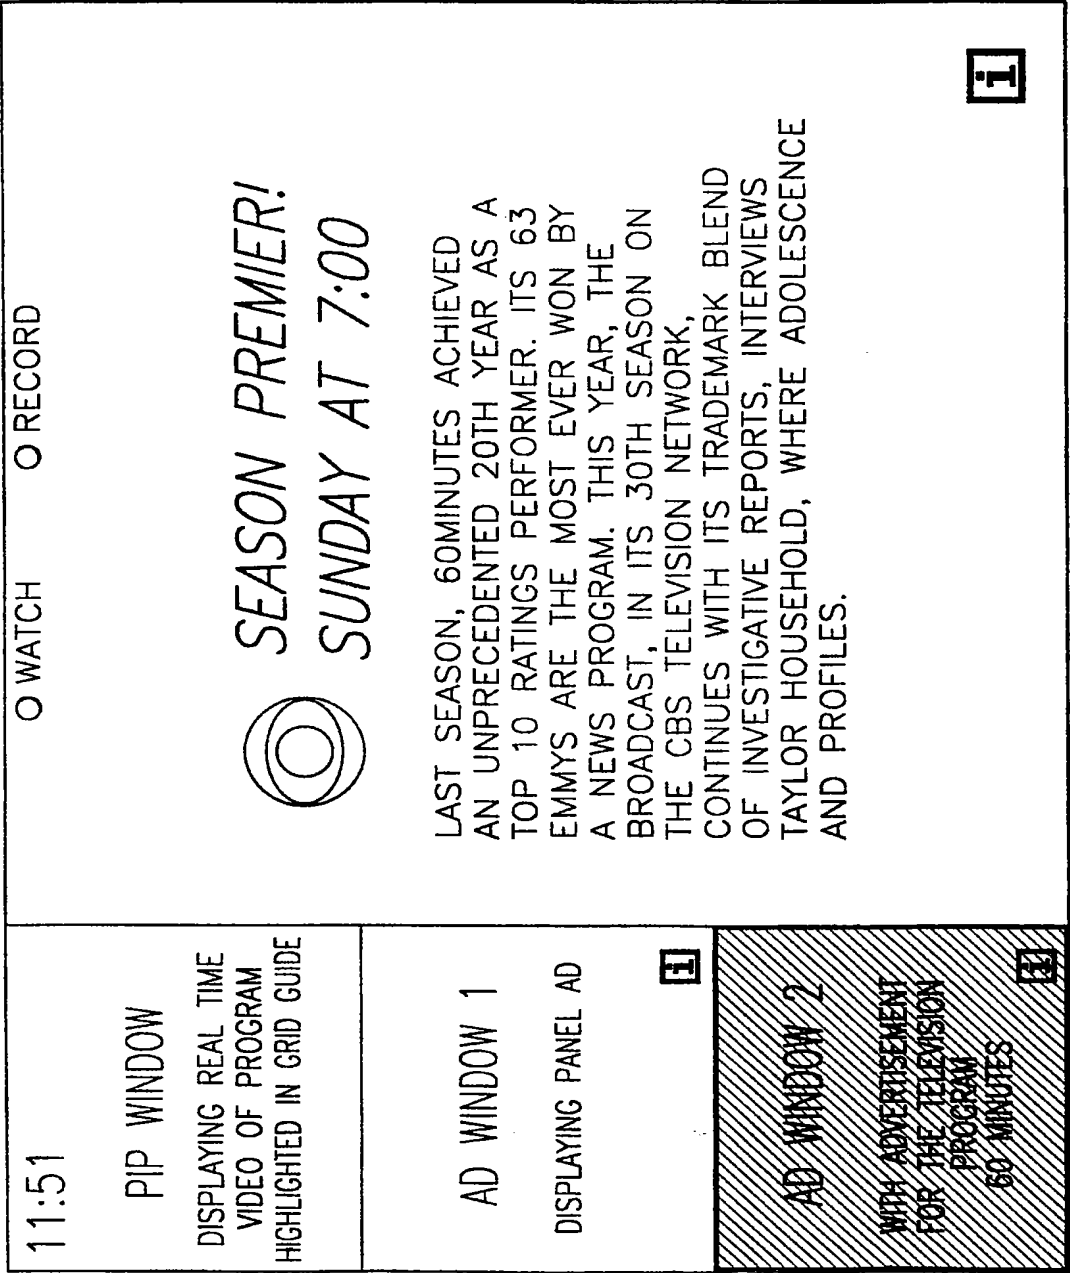 11:51
PIP WINDOW
DISPLAYING REAL TIME
VIDEO OF PROGRAM
HIGHLIGHTED IN GRID GUIDE
AD WINDOW 1
DISPLAYING PANEL AD
i
AD WINDOW 2
WITH ADVERTISEMENT
FOR THE TELEVISION
PROGRAM
60 MINUTES
i
O WATCH O RECORD
SEASON PREMIER!
SUNDAY AT 7:00
LAST SEASON, 60MINUTES ACHIEVED
AN UNPRECEDENTED 20TH YEAR AS A
TOP 10 RATINGS PERFORMER. ITS 63
EMMYS ARE THE MOST EVER WON BY
A NEWS PROGRAM. THIS YEAR, THE
BROADCAST, IN ITS 30TH SEASON ON
THE CBS TELEVISION NETWORK,
CONTINUES WITH ITS TRADEMARK BLEND
OF INVESTIGATIVE REPORTS, INTERVIEWS
TAYLOR HOUSEHOLD, WHERE ADOLESCENCE
AND PROFILES.
i